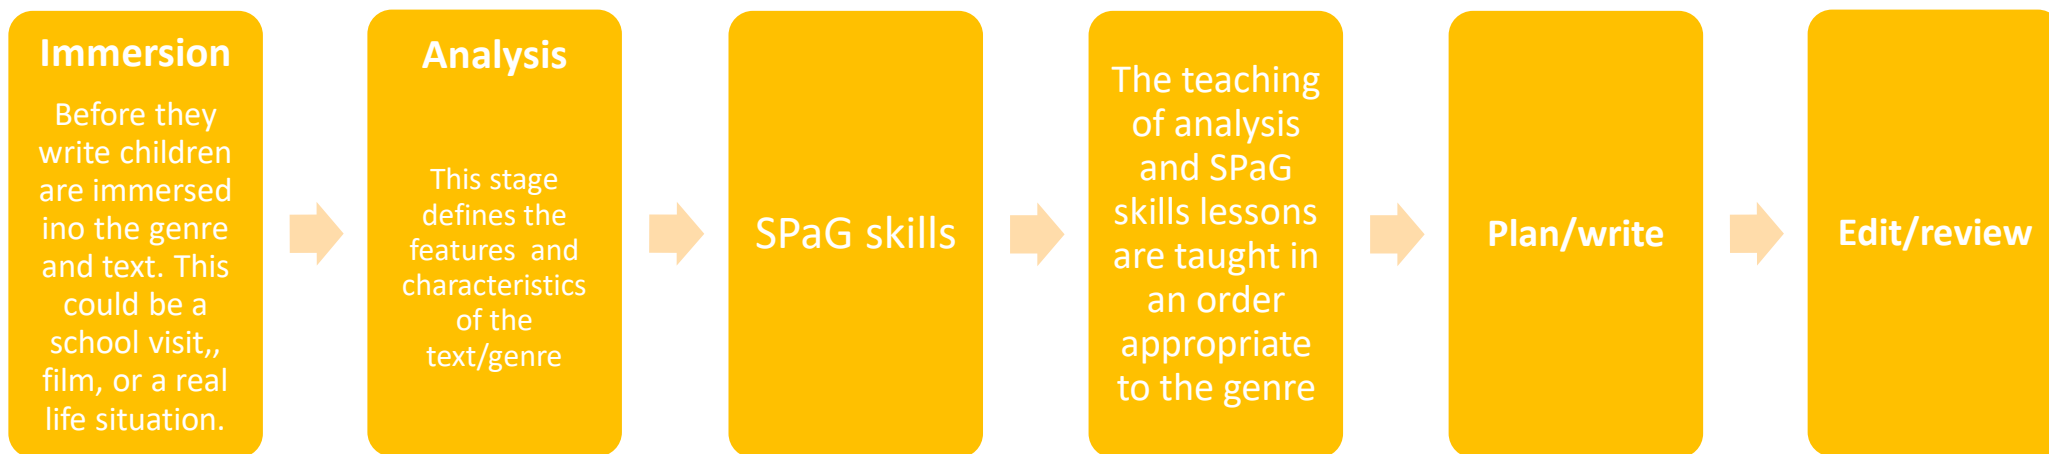 Immersion
Before they
write children
are immersed
ino the genre
and text. This
could be a
school visit,,
film, or a real
life situation.
Analysis
This stage
defines the
features and
characteristics
of the
text/genre
SPaG skills
The teaching
of analysis
and SPaG
skills lessons
are taught in
an order
appropriate
to the genre
Plan/write
Edit/review